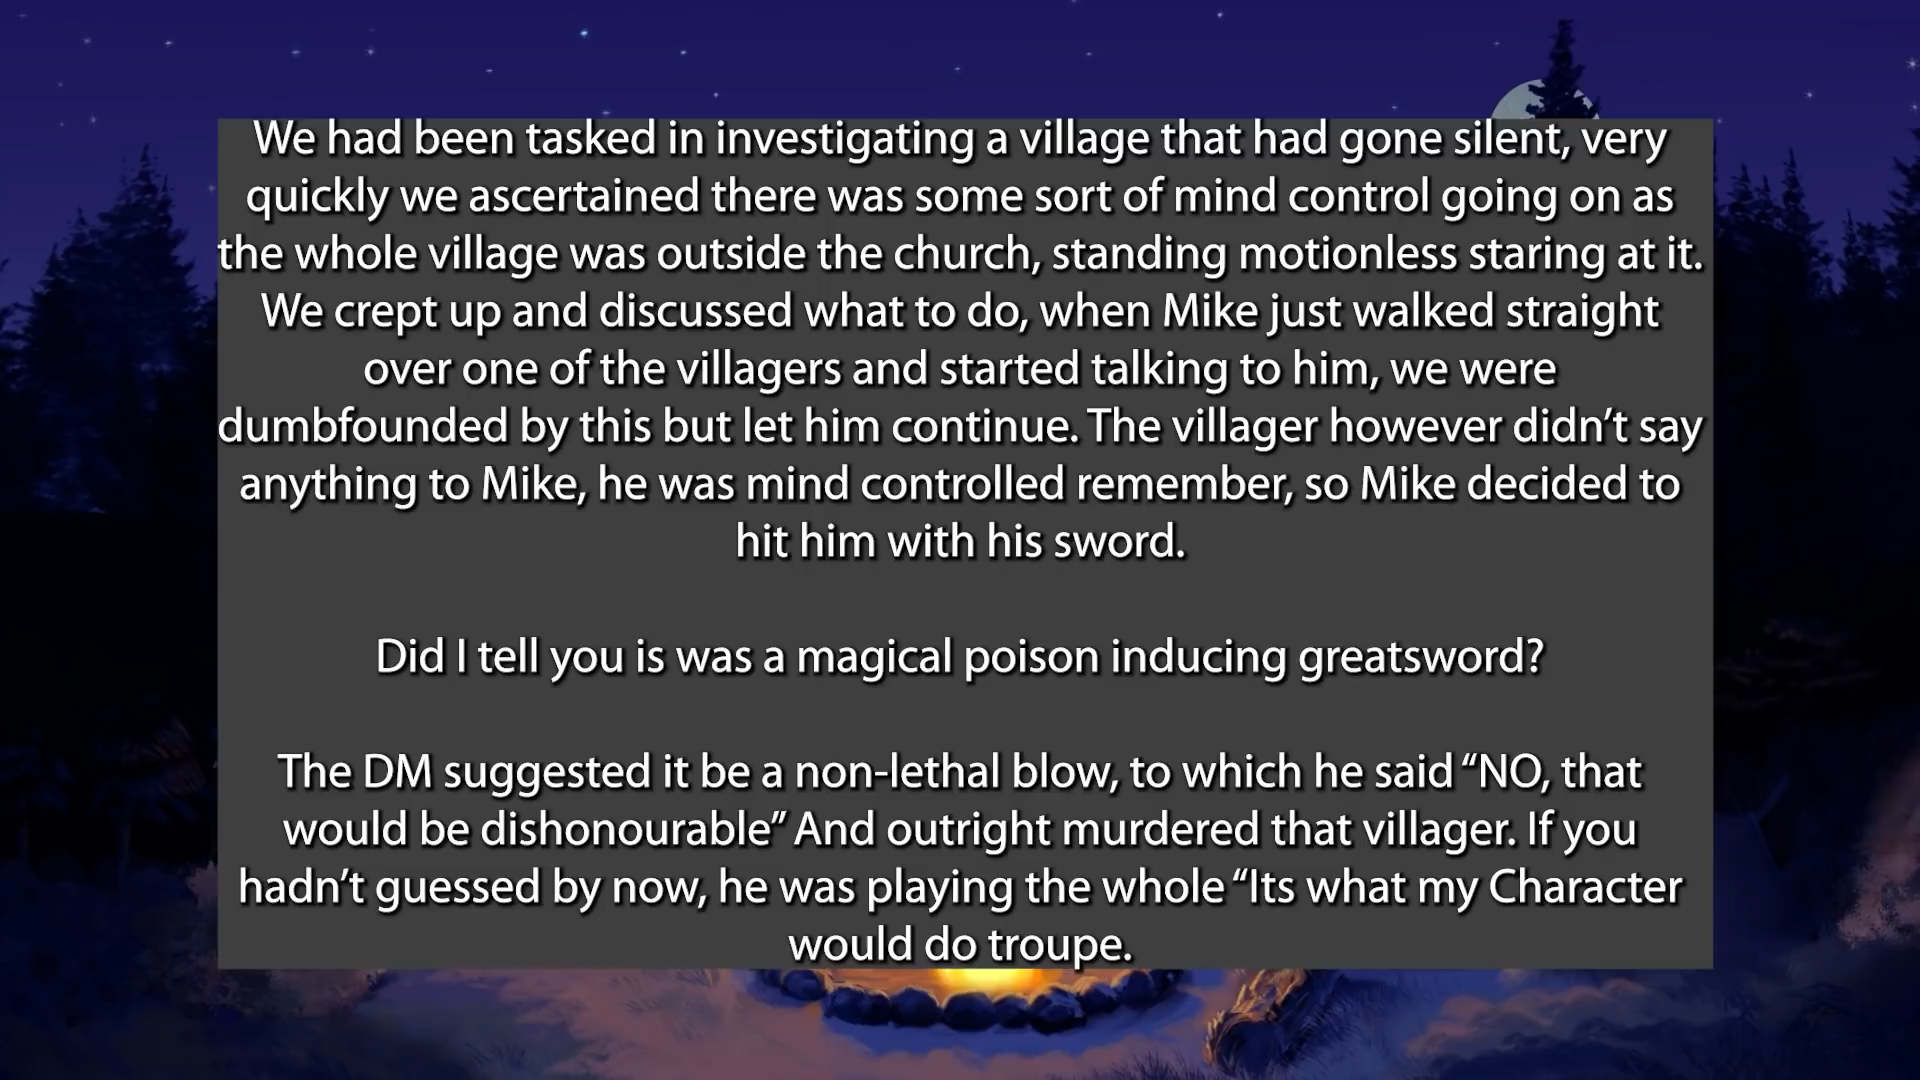 We had been tasked in investigating a village that had gone silent, very
quickly we ascertained there was some sort of mind control going on as
the whole village was outside the church, standing motionless staring at it.
We crept up and discussed what to do, when Mike just walked straight
over one of the villagers and started talking to him, we were
dumbfounded by this but let him continue. The villager however didn’t say
anything to Mike, he was mind controlled remember, so Mike decided to
hit him with his sword.
Did I tell you is was a magical poison inducing greatsword?
The DM suggested it be a non-lethal blow, to which he said “NO, that
would be dishonourable” And outright murdered that villager. If you
hadn’t guessed by now, he was playing the whole “Its what my Character
would do troupe.